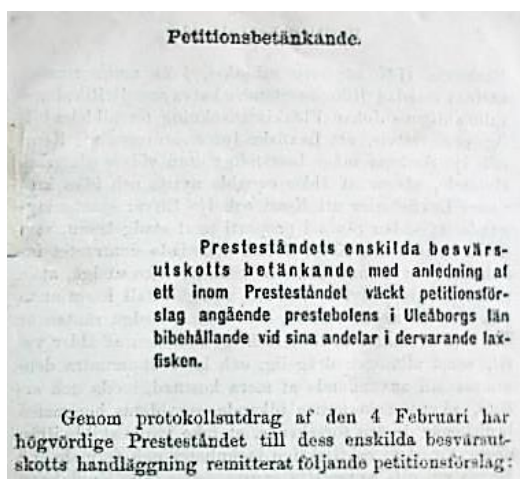 Petitionsbetänkande.
Presteståndets enskilda besvärs-
utskotts betänkande med anledning af
ett inom Presteståndet väckt petitionsför-
slag angående prestebolens i Uleåborgs län
bibehållande vid sina andelar i dervarande lax-
fisken.
Genom protokollsutdrag af den 4 Februari har
högvördige Presteståndet till dess enskilda besvärsut-
skotts handläggning remitterat följande petitionsförslag: